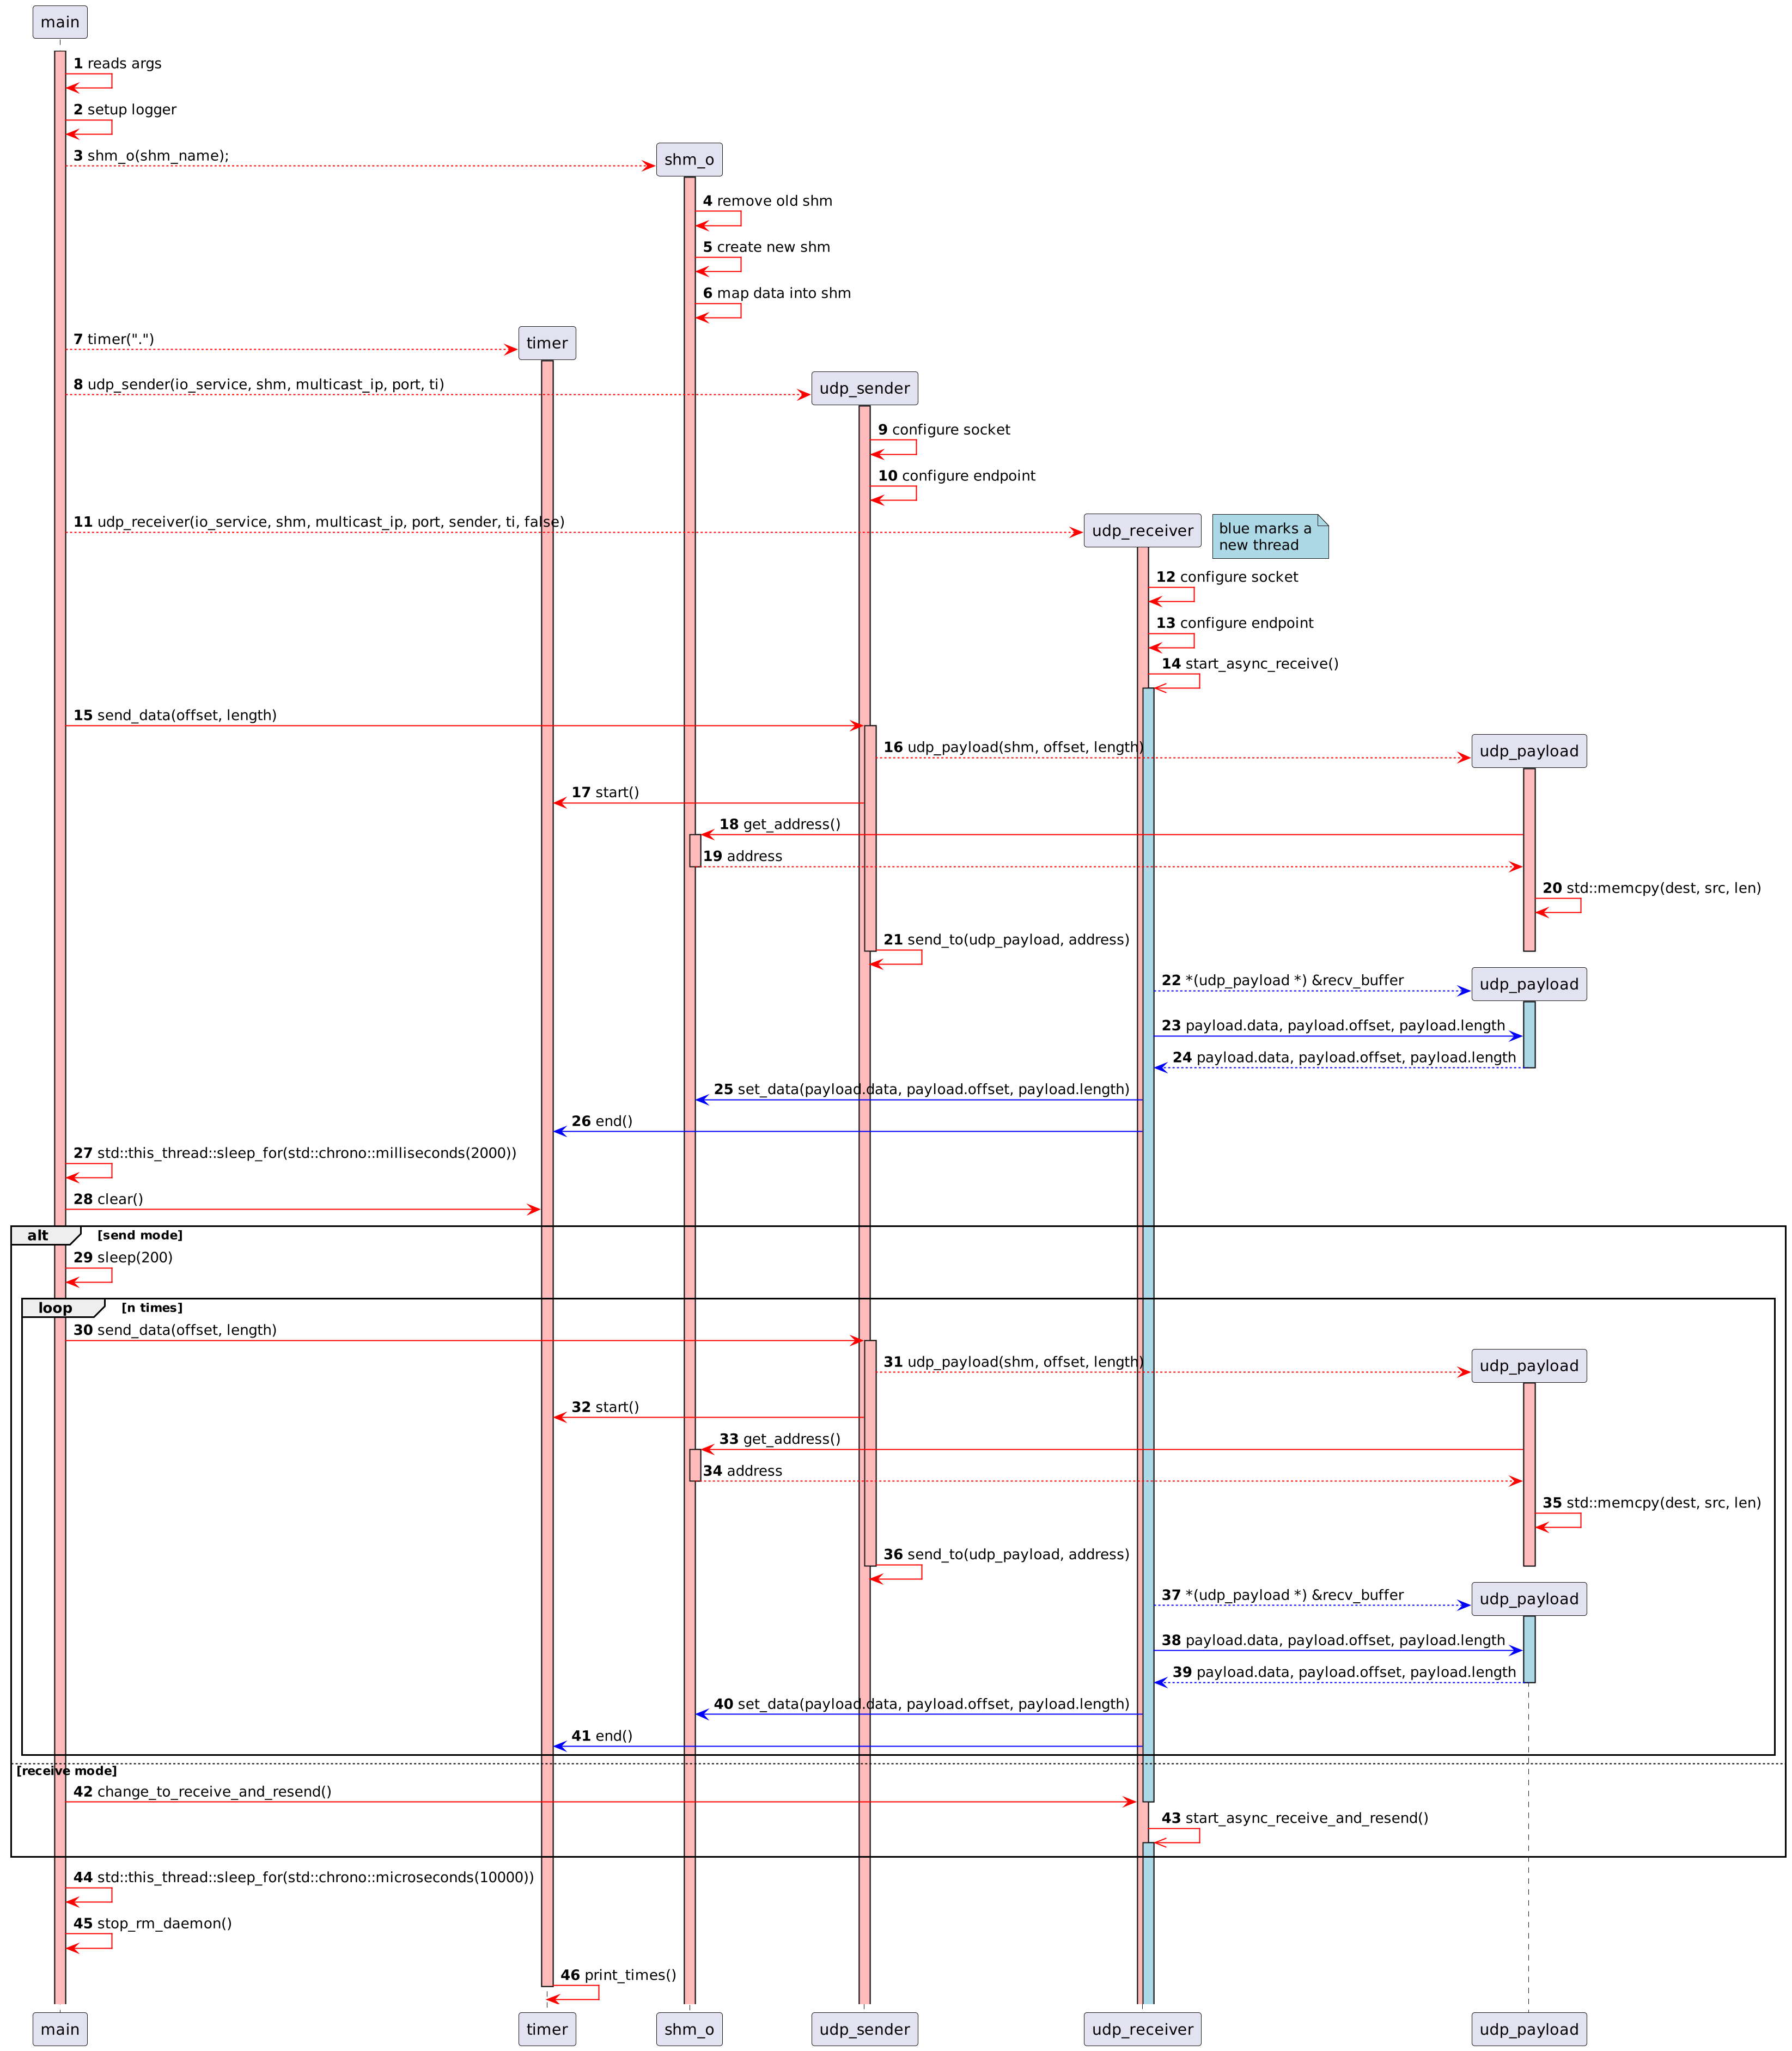 main
1 reads args
2 setup logger
3 shm_o(shm_name);
shm_o
4 remove old shm
5 create new shm
6 map data into shm
7 timer(".")
timer
8 udp_sender(io_service, shm, multicast_ip, port, ti)
udp_sender
9 configure socket
10 configure endpoint
11 udp_receiver(io_service, shm, multicast_ip, port, sender, ti, false)
udp_receiver
blue marks a
new thread
12 configure socket
13 configure endpoint
14 start_async_receive()
15 send_data(offset, length)
16 udp_payload(shm, offset, length)
udp_payload
17 start()
18 get_address()
19 address
20 std::memcpy(dest, src, len)
21 send_to(udp_payload, address)
22 *(udp_payload *) &recv_buffer
udp_payload
23 payload.data, payload.offset, payload.length
24 payload.data, payload.offset, payload.length
25 set_data(payload.data, payload.offset, payload.length)
26 end()
27 std::this_thread::sleep_for(std::chrono::milliseconds(2000))
28 clear()
alt [send mode]
29 sleep(200)
loop [n times]
30 send_data(offset, length)
31 udp_payload(shm, offset, length)
udp_payload
32 start()
33 get_address()
34 address
35 std::memcpy(dest, src, len)
36 send_to(udp_payload, address)
37 *(udp_payload *) &recv_buffer
udp_payload
38 payload.data, payload.offset, payload.length
39 payload.data, payload.offset, payload.length
40 set_data(payload.data, payload.offset, payload.length)
41 end()
[receive mode]
42 change_to_receive_and_resend()
43 start_async_receive_and_resend()
44 std::this_thread::sleep_for(std::chrono::microseconds(10000))
45 stop_rm_daemon()
46 print_times()
main timer shm_o udp_sender udp_receiver udp_payload